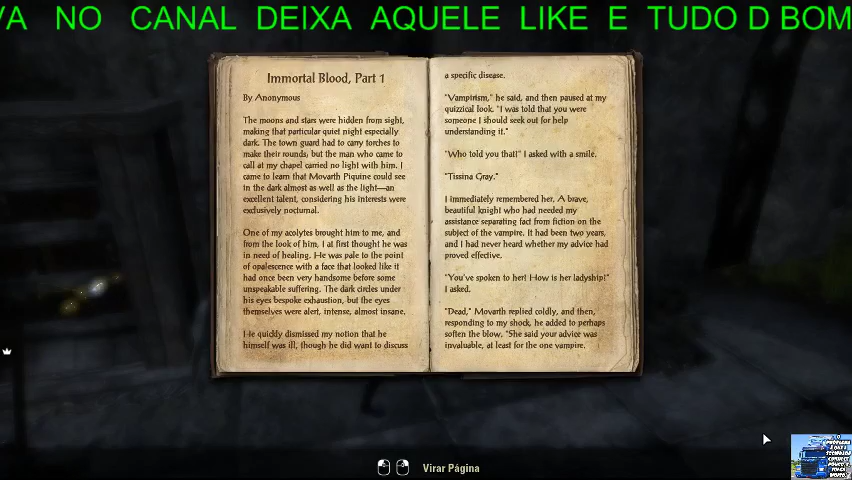 VA NO CANAL DEIXA AQUELE LIKE E TUDO D BOM
Immortal Blood, Part 1
By Anonymous
The moons and stars were hidden from sight,
making that particular quiet night especially
dark. The town guard had to carry torches to
make their rounds, but the man who came to
call at my chapel carried no light with him. I
came to learn that Movarth Piquine could see
in the dark almost as well as the light—an
excellent talent, considering his interests were
exclusively nocturnal.
One of my acolytes brought him to me, and
from the look of him, I at first thought he was
in need of healing. He was pale to the point
of opalescence with a face that looked like it
had once been very handsome before some
unspeakable suffering. The dark circles under
his eyes bespoke exhaustion, but the eyes
themselves were alert, intense, almost insane.
He quickly dismissed my notion that he
himself was ill, though he did want to discuss
a specific disease.
"Vampirism," he said, and then paused at my
quizzical look. "I was told that you were
someone I should seek out for help
understanding it."
"Who told you that?" I asked with a smile.
"Tissina Gray."
I immediately remembered her. A brave,
beautiful knight who had needed my
assistance separating fact from fiction on the
subject of the vampire. It had been two years,
and I had never heard whether my advice had
proved effective.
"You've spoken to her? How is her ladyship?"
I asked.
"Dead," Movarth replied coldly, and then,
responding to my shock, he added to perhaps
soften the blow. "She said your advice was
invaluable, at least for the one vampire.
Virar Página